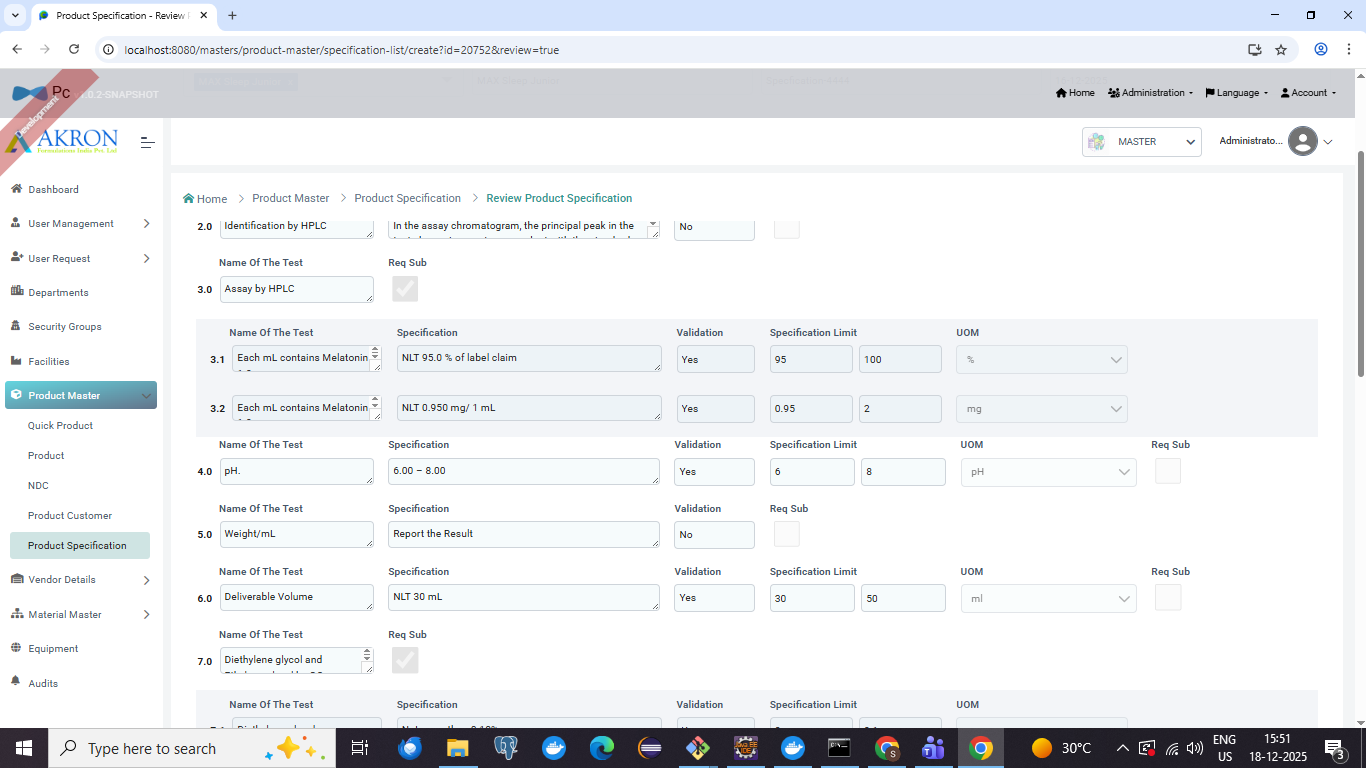 Product Specification - Review
localhost:8080/masters/product-master/specification-list/create?id=20752&review=true
Pc
.0.2-SNAPSHOT
Development
Home
Administration
Language
Account
AKRON
Formulations India Pvt Ltd
MASTER
Administrato...
Dashboard
User Management
User Request
Departments
Security Groups
Facilities
Product Master
Quick Product
Product
NDC
Product Customer
Product Specification
Vendor Details
Material Master
Equipment
Audits
Home > Product Master > Product Specification > Review Product Specification
2.0 Identification by HPLC In the assay chromatogram, the principal peak in the No
Name Of The Test Req Sub
3.0 Assay by HPLC
Name Of The Test Specification Validation Specification Limit UOM
3.1 Each mL contains Melatonin NLT 95.0 % of label claim Yes 95 100 %
3.2 Each mL contains Melatonin NLT 0.950 mg/ 1 mL Yes 0.95 2 mg
Name Of The Test Specification Validation Specification Limit UOM Req Sub
4.0 pH. 6.00 – 8.00 Yes 6 8 pH
Name Of The Test Specification Validation Req Sub
5.0 Weight/mL Report the Result No
Name Of The Test Specification Validation Specification Limit UOM Req Sub
6.0 Deliverable Volume NLT 30 mL Yes 30 50 ml
Name Of The Test Req Sub
7.0 Diethylene glycol and
Name Of The Test Specification Validation Specification Limit UOM
Type here to search
30°C
ENG
US
15:51
18-12-2025
3